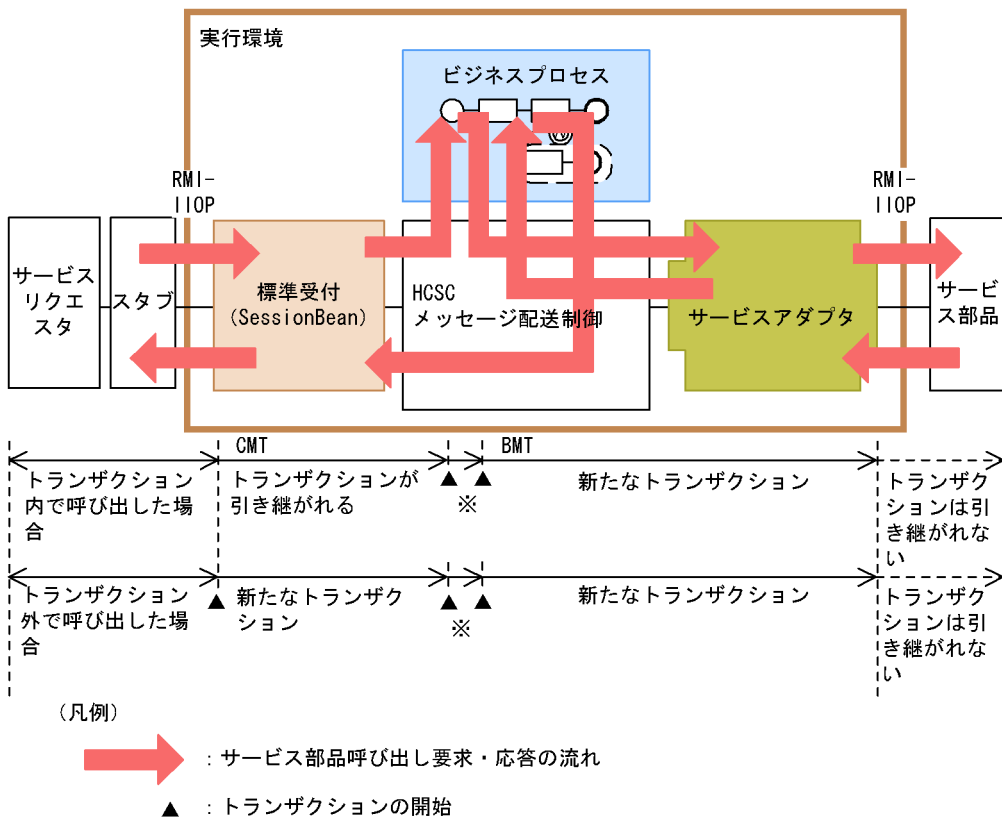 実行環境
ビジネスプロセス
RMI-
IIOP
RMI-
IIOP
サービス
リクエ
スタ
スタブ
標準受付
(SessionBean)
HCSC
メッセージ配送制御
サービスアダプタ
サービ
ス部品
CMT
BMT
トランザクション
内で呼び出した場
合
トランザクションが
引き継がれる
※
新たなトランザクション
トランザク
ションは引
き継がれな
い
トランザクション
外で呼び出した場
合
新たなトランザク
ション
※
新たなトランザクション
トランザク
ションは引
き継がれな
い
(凡例)
：サービス部品呼び出し要求・応答の流れ
▲ ：トランザクションの開始